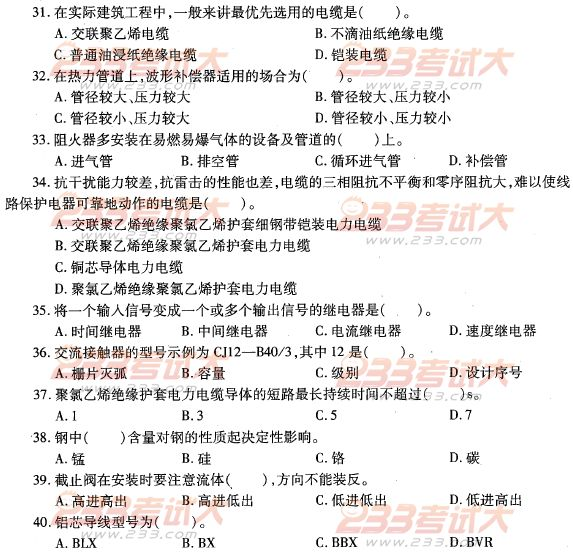 31. 在实际建筑工程中,一般来讲最优先选用的电缆是(　　)。
A. 交联聚乙烯电缆　B. 不滴油纸绝缘电缆
C. 普通油浸纸绝缘电缆　D. 铠装电缆
32. 在热力管道上,波形补偿器适用的场合为(　　)。
A. 管径较大、压力较大　B. 管径较大、压力较小
C. 管径较小、压力较大　D. 管径较小、压力较小
33. 阻火器多安装在易燃易爆气体的设备及管道的(　　)上。
A. 进气管　B. 排空管　C. 循环进气管　D. 补偿管
34. 抗干扰能力较差,抗雷击的性能也差,电缆的三相阻抗不平衡和零序阻抗大,难以使线
路保护电器可靠地动作的电缆是(　　)。
A. 交联聚乙烯绝缘聚氯乙烯护套细钢带铠装电力电缆
B. 交联聚乙烯绝缘聚氯乙烯护套电力电缆
C. 铜芯导体电力电缆
D. 聚氯乙烯绝缘聚氯乙烯护套电力电缆
35. 将一个输入信号变成一个或多个输出信号的继电器是(　　)。
A. 时间继电器　B. 中间继电器　C. 电流继电器　D. 速度继电器
36. 交流接触器的型号示例为 CJ12—B40/3,其中 12 是(　　)。
A. 栅片灭弧　B. 容量　C. 级别　D. 设计序号
37. 聚氯乙烯绝缘护套电力电缆导体的短路最长持续时间不超过(　　)s。
A. 1　B. 3　C. 5　D. 7
38. 钢中(　　)含量对钢的性质起决定性影响。
A. 锰　B. 硅　C. 铬　D. 碳
39. 截止阀在安装时要注意流体(　　),方向不能装反。
A. 高进高出　B. 高进低出　C. 低进低出　D. 低进高出
40. 铝芯导线型号为(　　)。
A. BLX　B. BX　C. BBX　D. BVR
233考试大
www.233.com